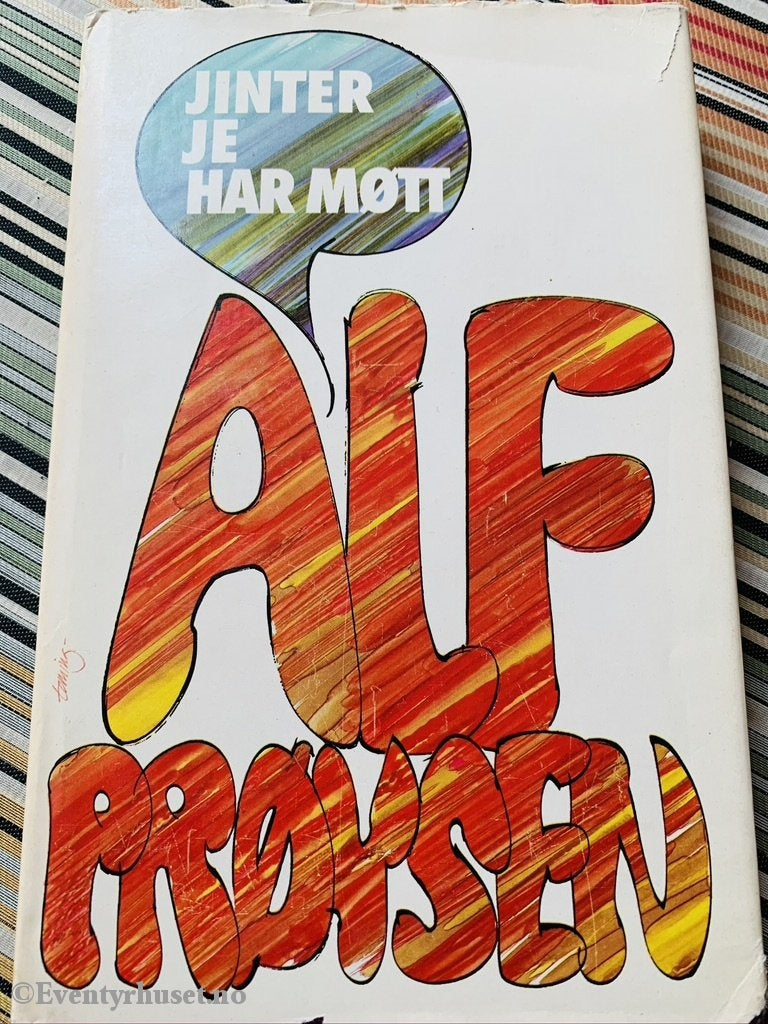 JINTER
JE
HAR MØTT
ALF
PRØYSEN
©Eventyrhuset.no